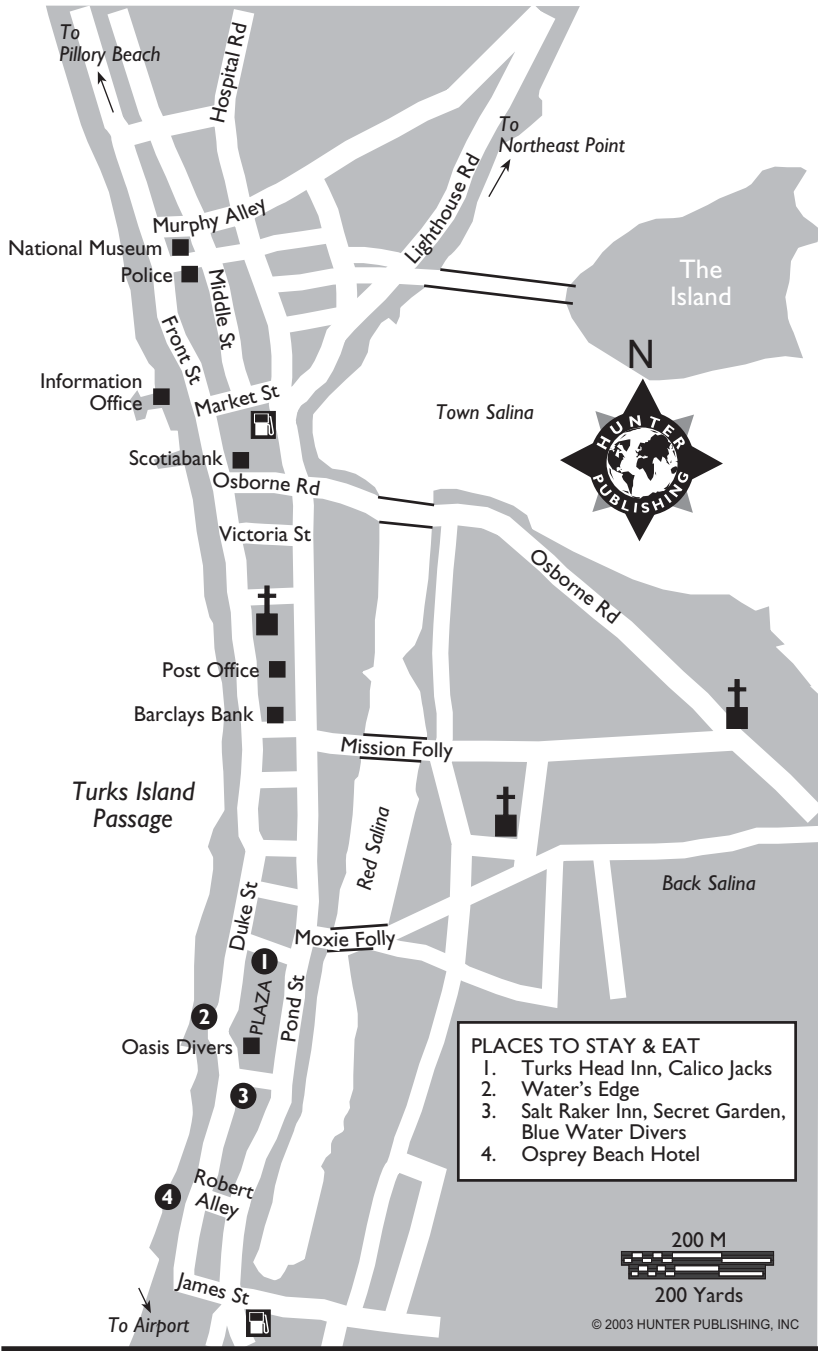 To
Pillory Beach
Hospital Rd
To
Northeast Point
Lighthouse Rd
Murphy Alley
National Museum
Police
Middle St
The
Island
Front St
N
Information
Office
Market St
Town Salina
HUNTER
PUBLISHING
Scotiabank
Osborne Rd
Victoria St
Osborne Rd
Post Office
Barclays Bank
Mission Folly
Turks Island
Passage
Red Salina
Back Salina
Duke St
Moxie Folly
1
PLAZA
Pond St
2
Oasis Divers
3
PLACES TO STAY & EAT
1. Turks Head Inn, Calico Jacks
2. Water's Edge
3. Salt Raker Inn, Secret Garden,
Blue Water Divers
4. Osprey Beach Hotel
4
Robert
Alley
200 M
200 Yards
James St
To Airport
© 2003 HUNTER PUBLISHING, INC